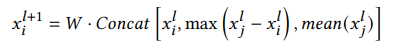 x_i^{l+1} = W · Concat [x_i^l, max (x_j^l − x_i^l), mean(x_j^l)]